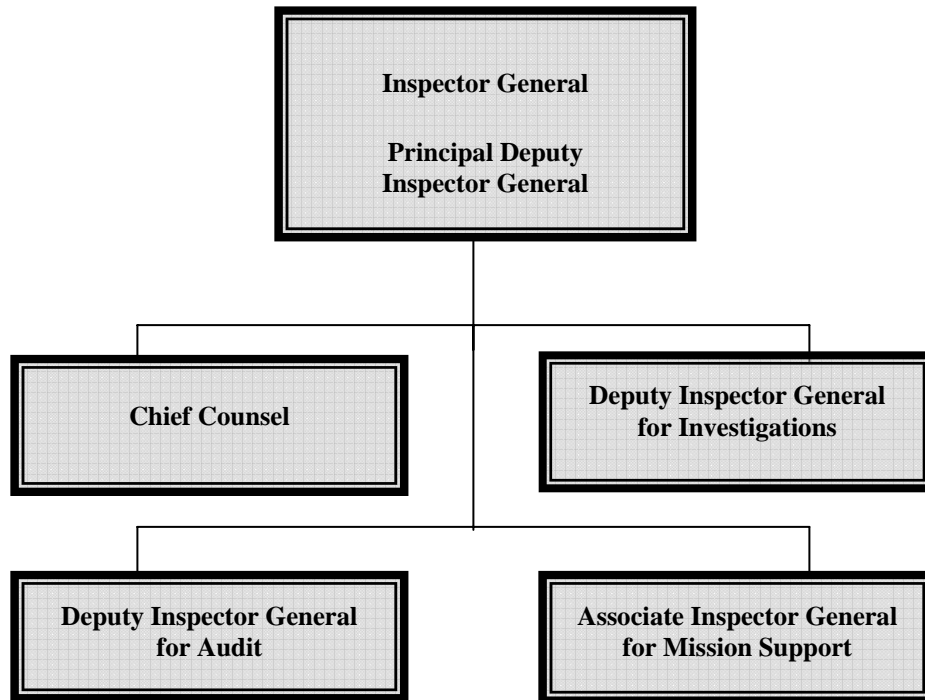 Inspector General
Principal Deputy
Inspector General
Chief Counsel
Deputy Inspector General
for Investigations
Deputy Inspector General
for Audit
Associate Inspector General
for Mission Support